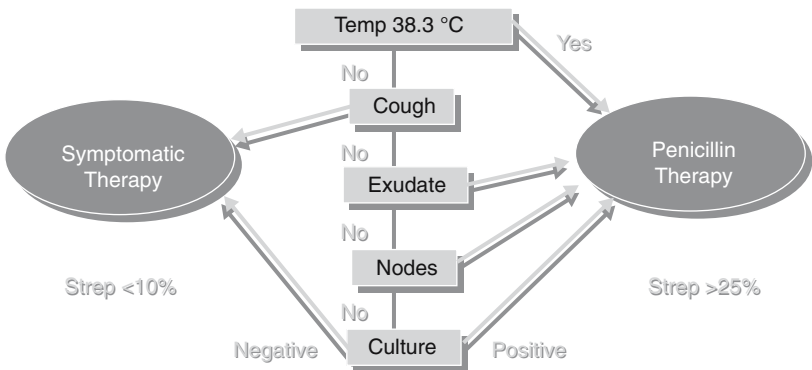 Temp 38.3 °C
Yes
No
Cough
Symptomatic
Therapy
No
Penicillin
Therapy
Exudate
No
Nodes
Strep <10%
Strep >25%
No
Negative
Culture
Positive